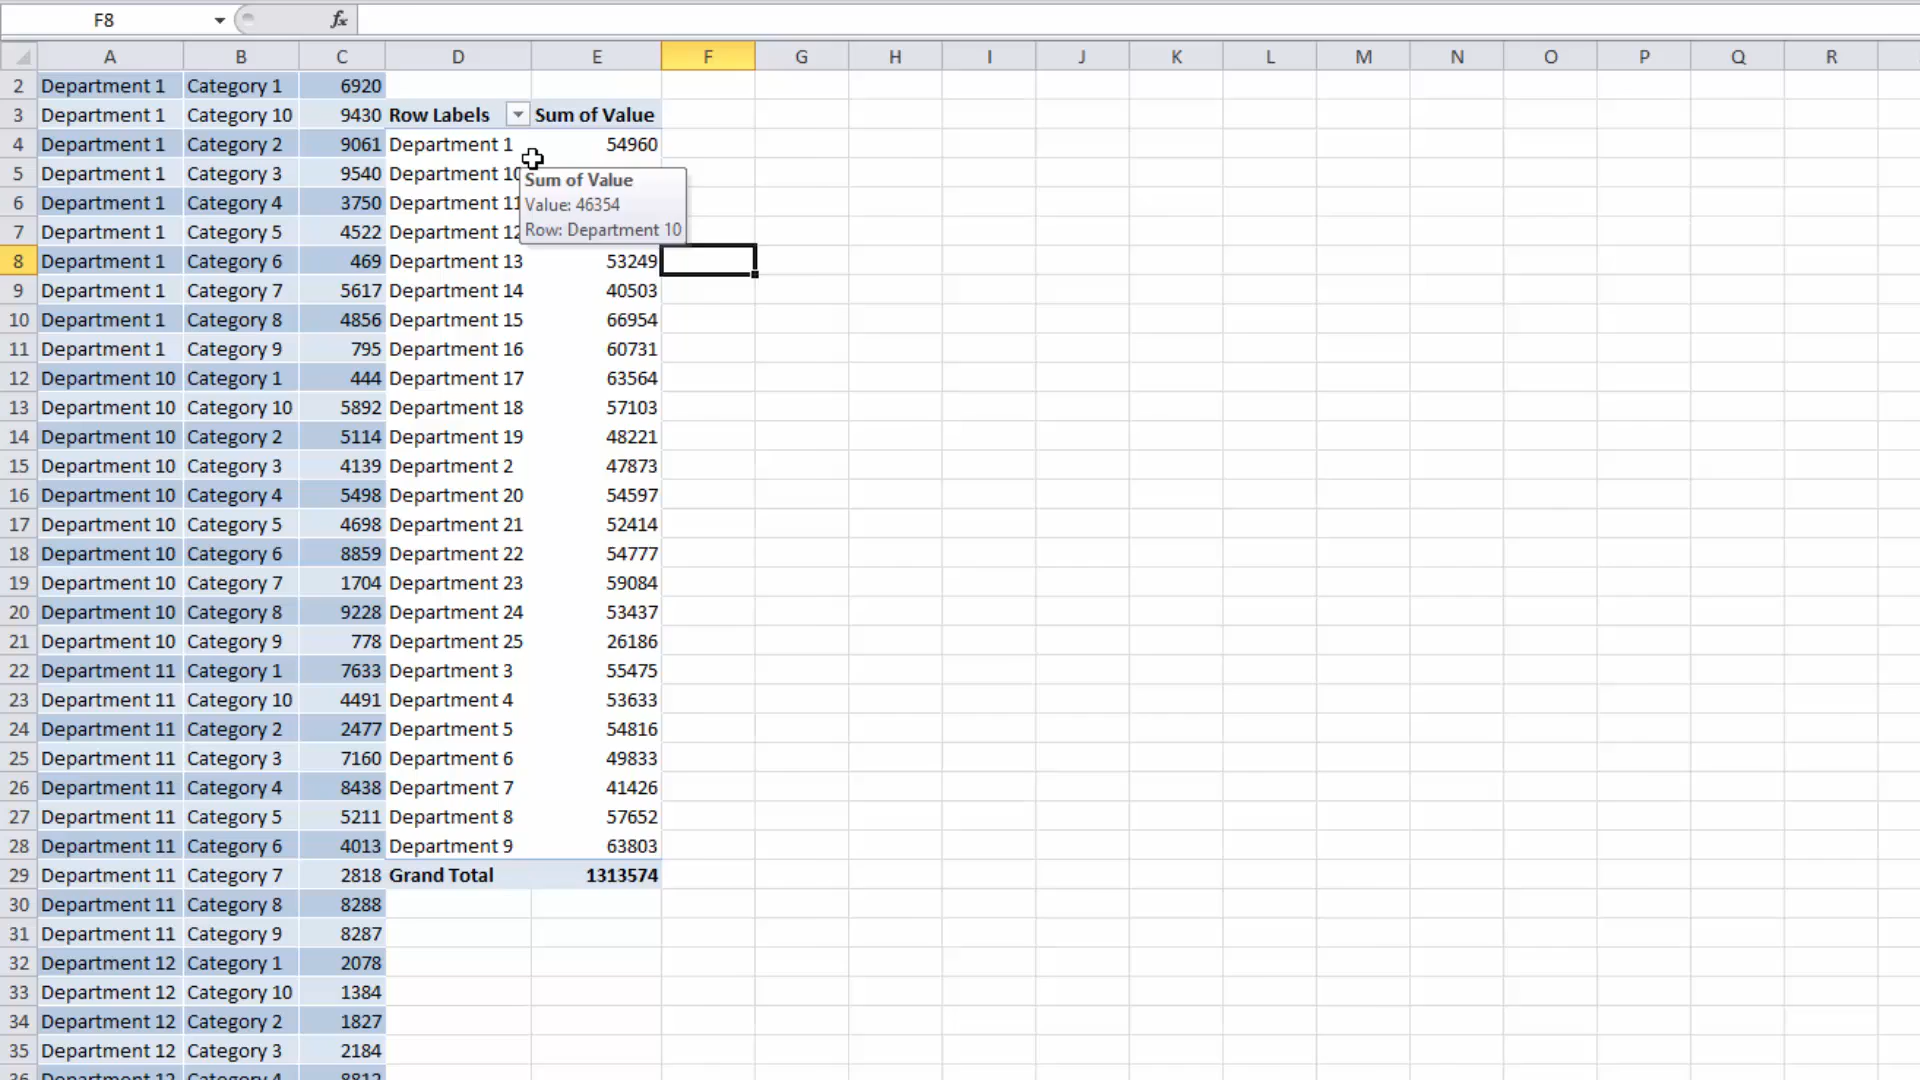 F8 fx
A B C D E F G H I J K L M N O P Q R
2 Department 1 Category 1 6920
3 Department 1 Category 10 9430 Row Labels Sum of Value
4 Department 1 Category 2 9061 Department 1 54960
5 Department 1 Category 3 9540 Department 10
6 Department 1 Category 4 3750 Department 11
7 Department 1 Category 5 4522 Department 12
Sum of Value
Value: 46354
Row: Department 10
8 Department 1 Category 6 469 Department 13 53249
9 Department 1 Category 7 5617 Department 14 40503
10 Department 1 Category 8 4856 Department 15 66954
11 Department 1 Category 9 795 Department 16 60731
12 Department 10 Category 1 444 Department 17 63564
13 Department 10 Category 10 5892 Department 18 57103
14 Department 10 Category 2 5114 Department 19 48221
15 Department 10 Category 3 4139 Department 2 47873
16 Department 10 Category 4 5498 Department 20 54597
17 Department 10 Category 5 4698 Department 21 52414
18 Department 10 Category 6 8859 Department 22 54777
19 Department 10 Category 7 1704 Department 23 59084
20 Department 10 Category 8 9228 Department 24 53437
21 Department 10 Category 9 778 Department 25 26186
22 Department 11 Category 1 7633 Department 3 55475
23 Department 11 Category 10 4491 Department 4 53633
24 Department 11 Category 2 2477 Department 5 54816
25 Department 11 Category 3 7160 Department 6 49833
26 Department 11 Category 4 8438 Department 7 41426
27 Department 11 Category 5 5211 Department 8 57652
28 Department 11 Category 6 4013 Department 9 63803
29 Department 11 Category 7 2818 Grand Total 1313574
30 Department 11 Category 8 8288
31 Department 11 Category 9 8287
32 Department 12 Category 1 2078
33 Department 12 Category 10 1384
34 Department 12 Category 2 1827
35 Department 12 Category 3 2184
36 Department 12 Category 4 8812